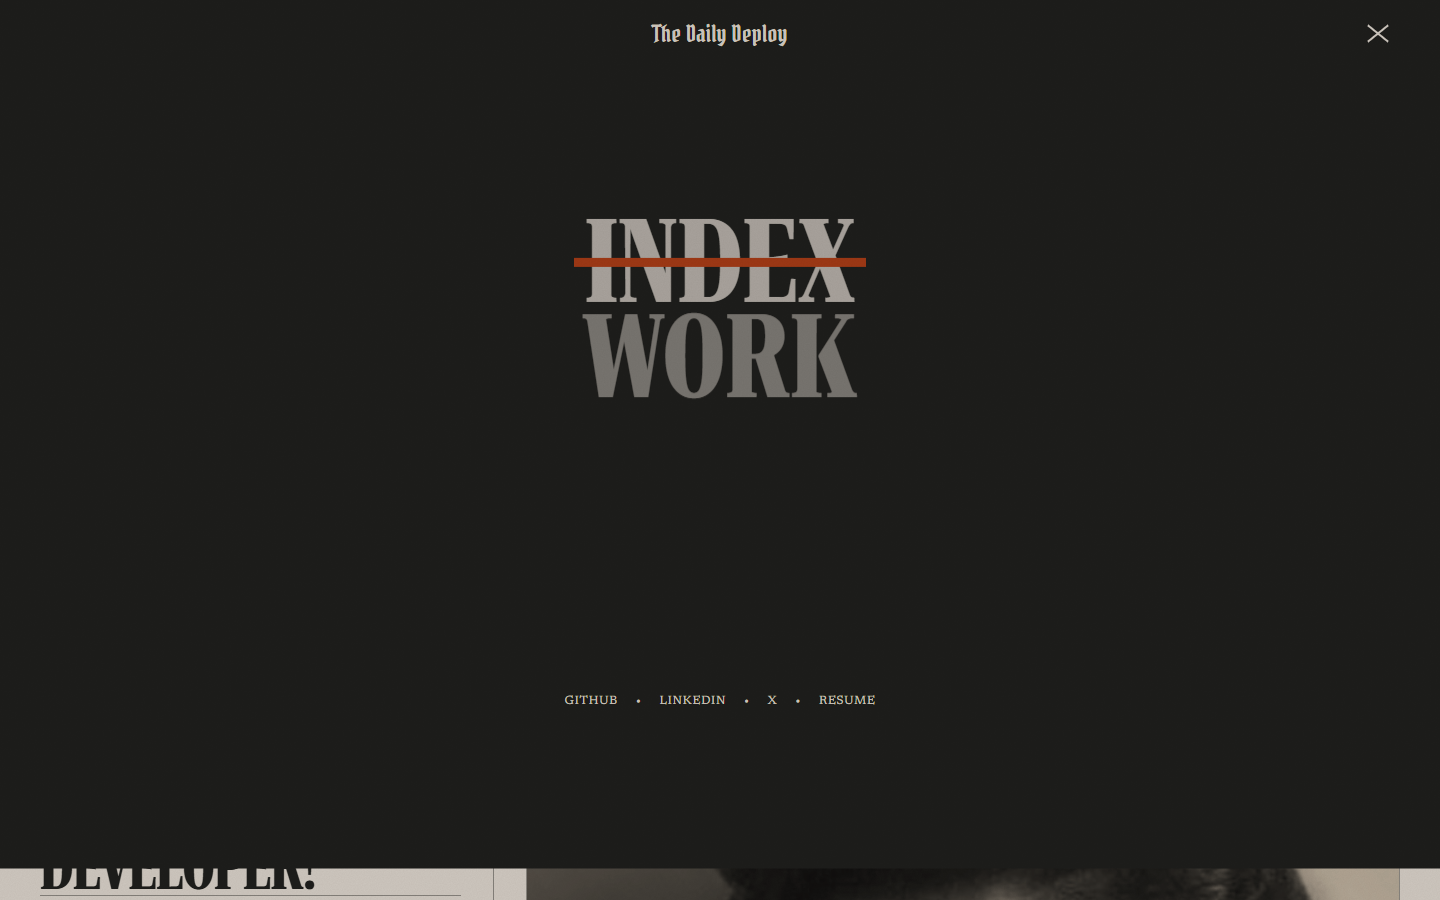 The Daily Deploy
INDEX
WORK
GITHUB • LINKEDIN • X • RESUME
DEVELOPER!